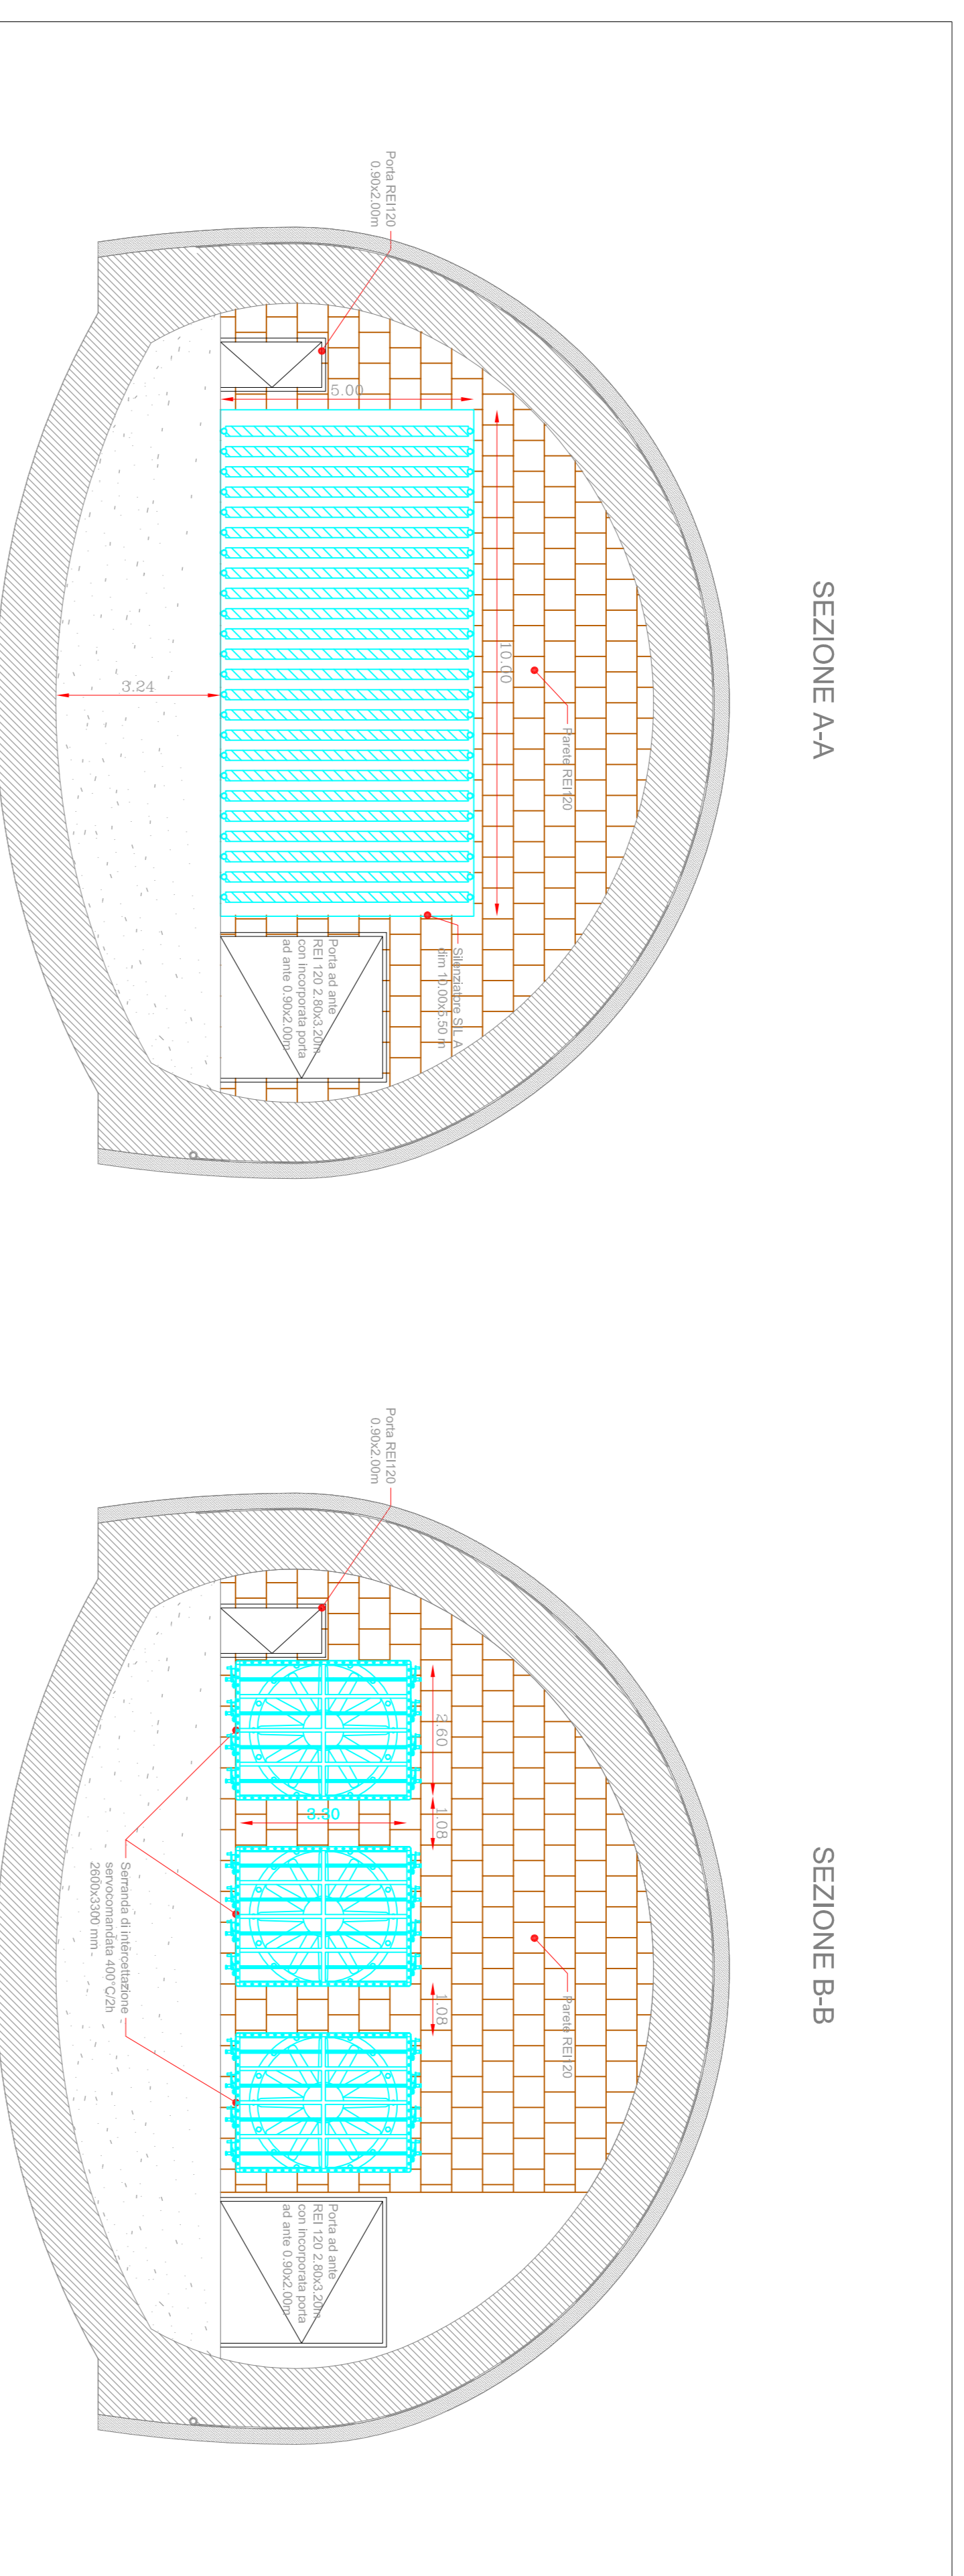 SEZIONE A-A
Porta REI120
0.90x2.00m
5.00
10.00
Parete REI120
3.24
Silenziatore SIL A
dim 10.00x5.50 m
Porta ad ante
REI 120 2.80x3.20m
con incorporata porta
ad ante 0.90x2.00m
SEZIONE B-B
Porta REI120
0.90x2.00m
2.60
1.08
3.30
1.08
Parete REI120
Serranda di intercettazione
servocomandata 400°C/2h
2600x3300 mm
Porta ad ante
REI 120 2.80x3.20m
con incorporata porta
ad ante 0.90x2.00m